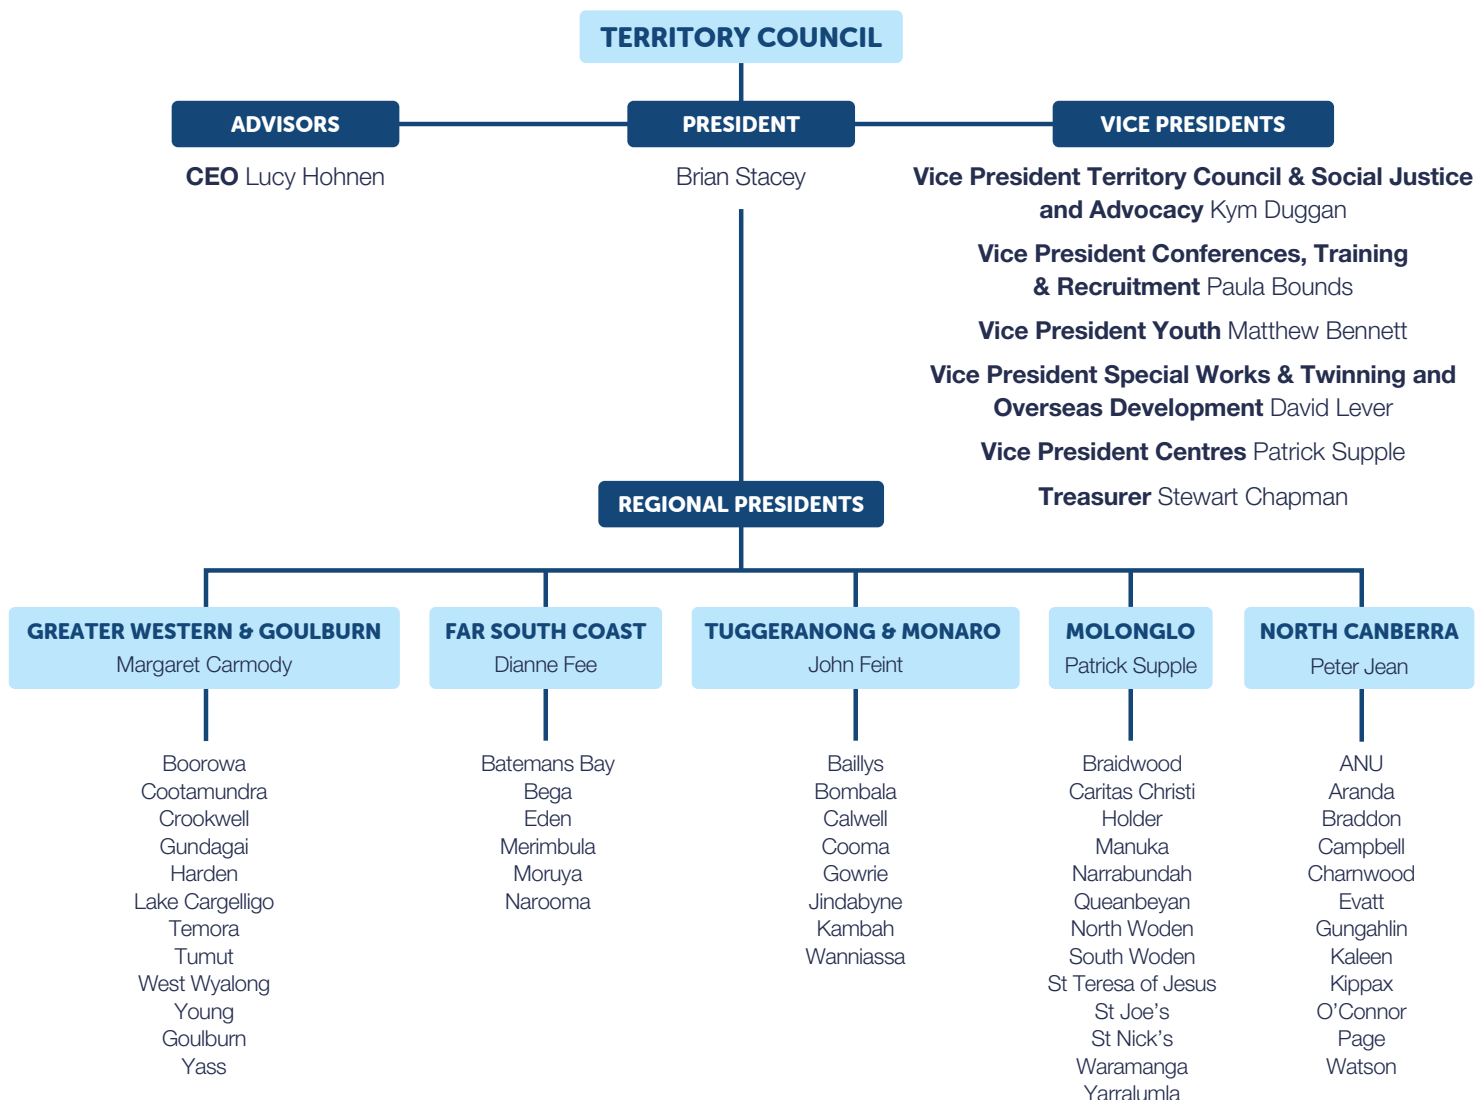 TERRITORY COUNCIL
ADVISORS
CEO Lucy Hohnen
PRESIDENT
Brian Stacey
VICE PRESIDENTS
Vice President Territory Council & Social Justice
and Advocacy Kym Duggan
Vice President Conferences, Training
& Recruitment Paula Bounds
Vice President Youth Matthew Bennett
Vice President Special Works & Twinning and
Overseas Development David Lever
Vice President Centres Patrick Supple
Treasurer Stewart Chapman
REGIONAL PRESIDENTS
GREATER WESTERN & GOULBURN
Margaret Carmody
Boorowa
Cootamundra
Crookwell
Gundagai
Harden
Lake Cargelligo
Temora
Tumut
West Wyalong
Young
Goulburn
Yass
FAR SOUTH COAST
Dianne Fee
Batemans Bay
Bega
Eden
Merimbula
Moruya
Narooma
TUGGERANONG & MONARO
John Feint
Baillys
Bombala
Calwell
Cooma
Gowrie
Jindabyne
Kambah
Wanniassa
MOLONGLO
Patrick Supple
Braidwood
Caritas Christi
Holder
Manuka
Narrabundah
Queanbeyan
North Woden
South Woden
St Teresa of Jesus
St Joe's
St Nick's
Waramanga
Yarralumla
NORTH CANBERRA
Peter Jean
ANU
Aranda
Braddon
Campbell
Charnwood
Evatt
Gungahlin
Kaleen
Kippax
O'Connor
Page
Watson